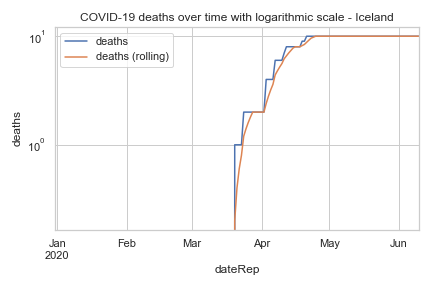 COVID-19 deaths over time with logarithmic scale - Iceland
deaths
deaths (rolling)
10¹
10⁰
deaths
Jan Feb Mar Apr May Jun
2020
dateRep